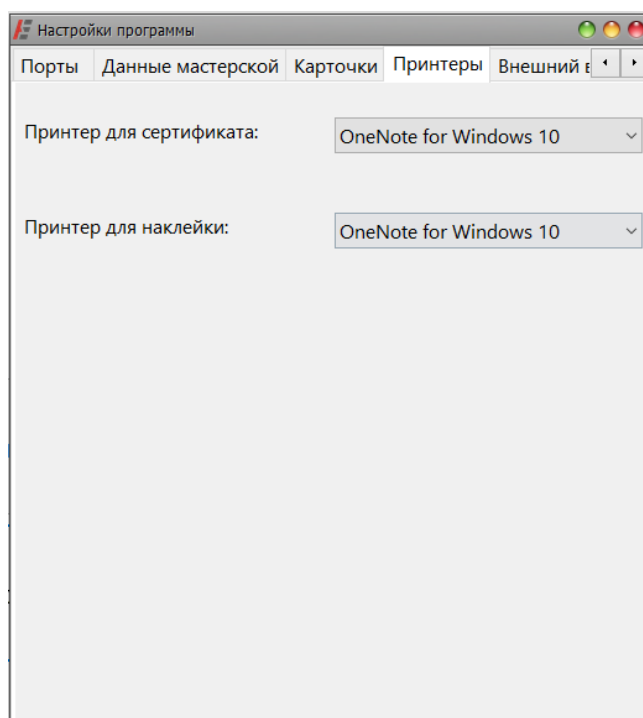 Настройки программы
Порты Данные мастерской Карточки Принтеры Внешний
Принтер для сертификата: OneNote for Windows 10
Принтер для наклейки: OneNote for Windows 10